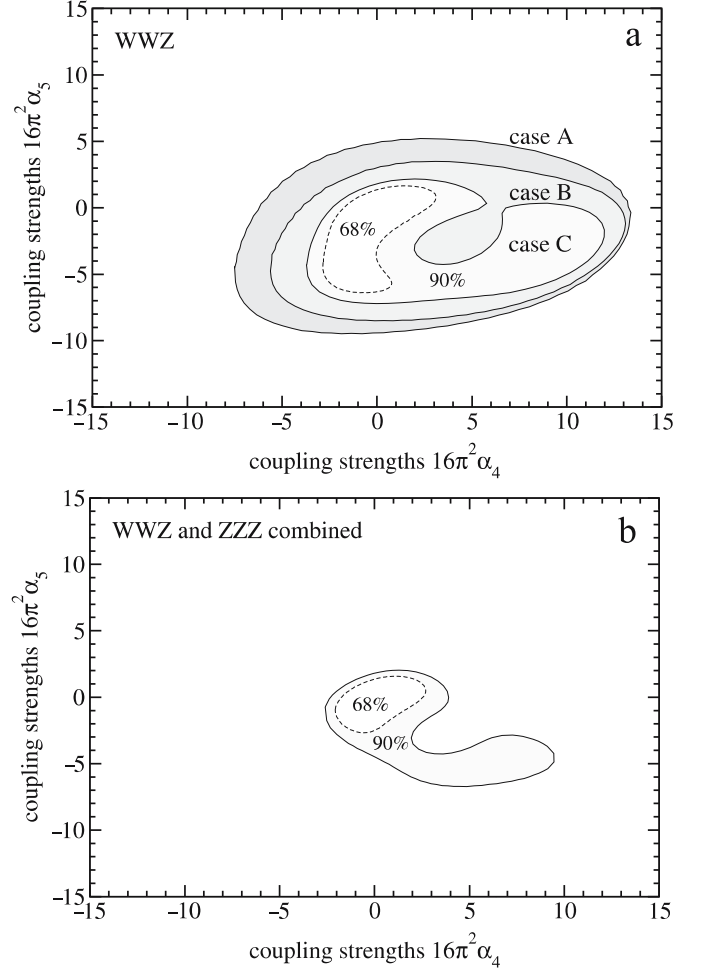 15
WWZ
a
10
coupling strengths 16π²α₅
case A
5
case B
0
68%
case C
−5
90%
−10
−15
−15 −10 −5 0 5 10 15
coupling strengths 16π²α₄
15
WWZ and ZZZ combined
b
10
coupling strengths 16π²α₅
5
0
68%
90%
−5
−10
−15
−15 −10 −5 0 5 10 15
coupling strengths 16π²α₄